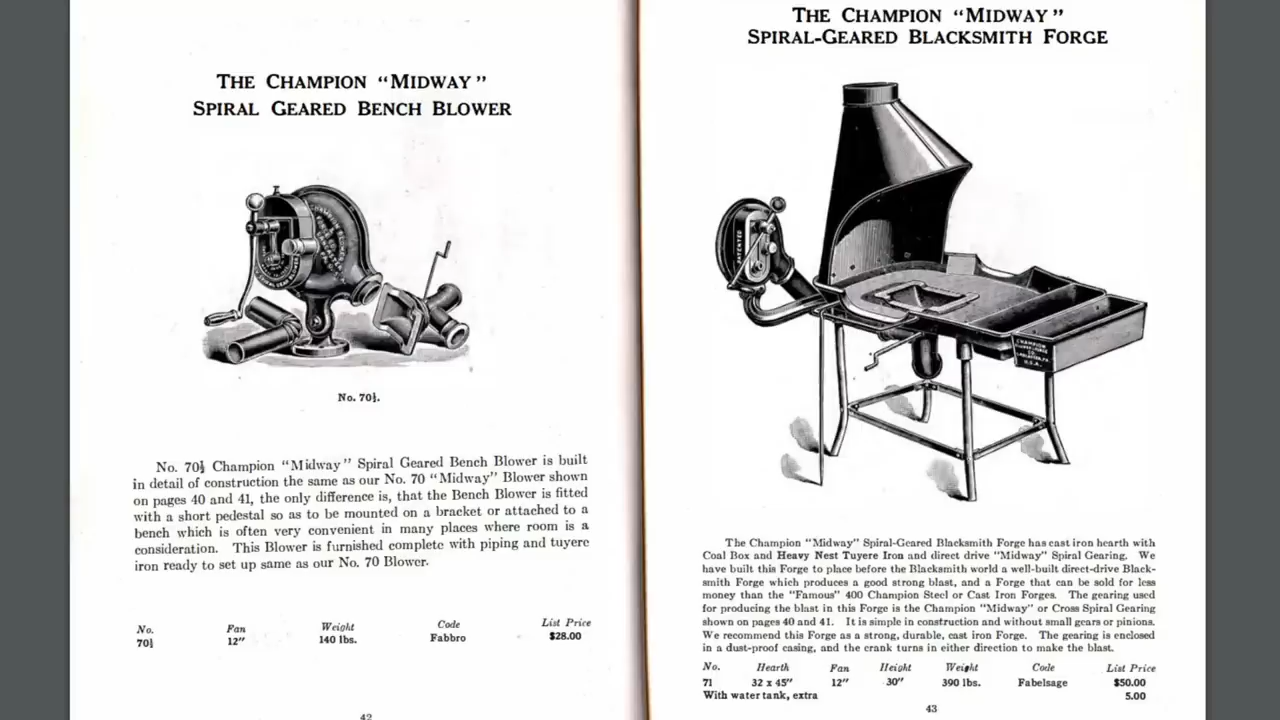 THE CHAMPION "MIDWAY"
SPIRAL GEARED BENCH BLOWER
No. 70½.
No. 70½ Champion "Midway" Spiral Geared Bench Blower is built
in detail of construction the same as our No. 70 "Midway" Blower shown
on pages 40 and 41, the only difference is, that the Bench Blower is fitted
with a short pedestal so as to be mounted on a bracket or attached to a
bench which is often very convenient in many places where room is a
consideration. This Blower is furnished complete with piping and tuyere
iron ready to set up same as our No. 70 Blower.
No. Fan Weight Code List Price
70½ 12" 140 lbs. Fabbro $28.00
42
THE CHAMPION "MIDWAY"
SPIRAL-GEARED BLACKSMITH FORGE
PATENTED
CHAMPION
BLOWER & FORGE
CO.
LANCASTER, PA.
U.S.A.
The Champion "Midway" Spiral-Geared Blacksmith Forge has cast iron hearth with
Coal Box and Heavy Nest Tuyere Iron and direct drive "Midway" Spiral Gearing. We
have built this Forge to place before the Blacksmith world a well-built direct-drive Black-
smith Forge which produces a good strong blast, and a Forge that can be sold for less
money than the "Famous" 400 Champion Steel or Cast Iron Forges. The gearing used
for producing the blast in this Forge is the Champion "Midway" or Cross Spiral Gearing
shown on pages 40 and 41. It is simple in construction and without small gears or pinions.
We recommend this Forge as a strong, durable, cast iron Forge. The gearing is enclosed
in a dust-proof casing, and the crank turns in either direction to make the blast.
No. Hearth Fan Height Weight Code List Price
71 32 x 45" 12" 30" 390 lbs. Fabelsage $50.00
With water tank, extra 5.00
43